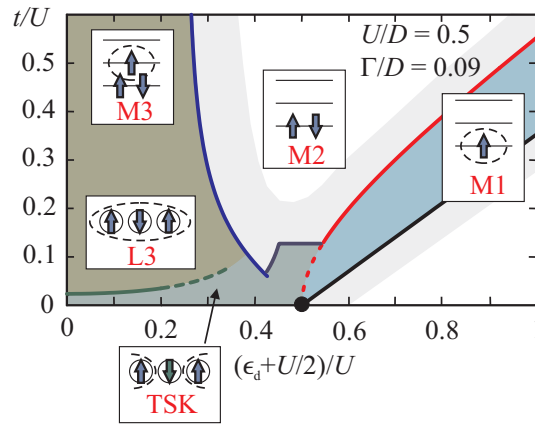 t/U
U/D = 0.5
Γ/D = 0.09
0.5
0.4
0.3
0.2
0.1
0
M3
M2
M1
L3
0
0.2
0.4
0.6
0.8
(ϵd+U/2)/U
TSK